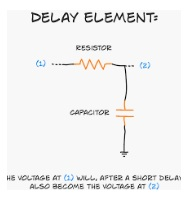 DELAY ELEMENT:
RESISTOR
(1) (2)
CAPACITOR
HE VOLTAGE AT (1) WILL, AFTER A SHORT DELAY
ALSO BECOME THE VOLTAGE AT (2)